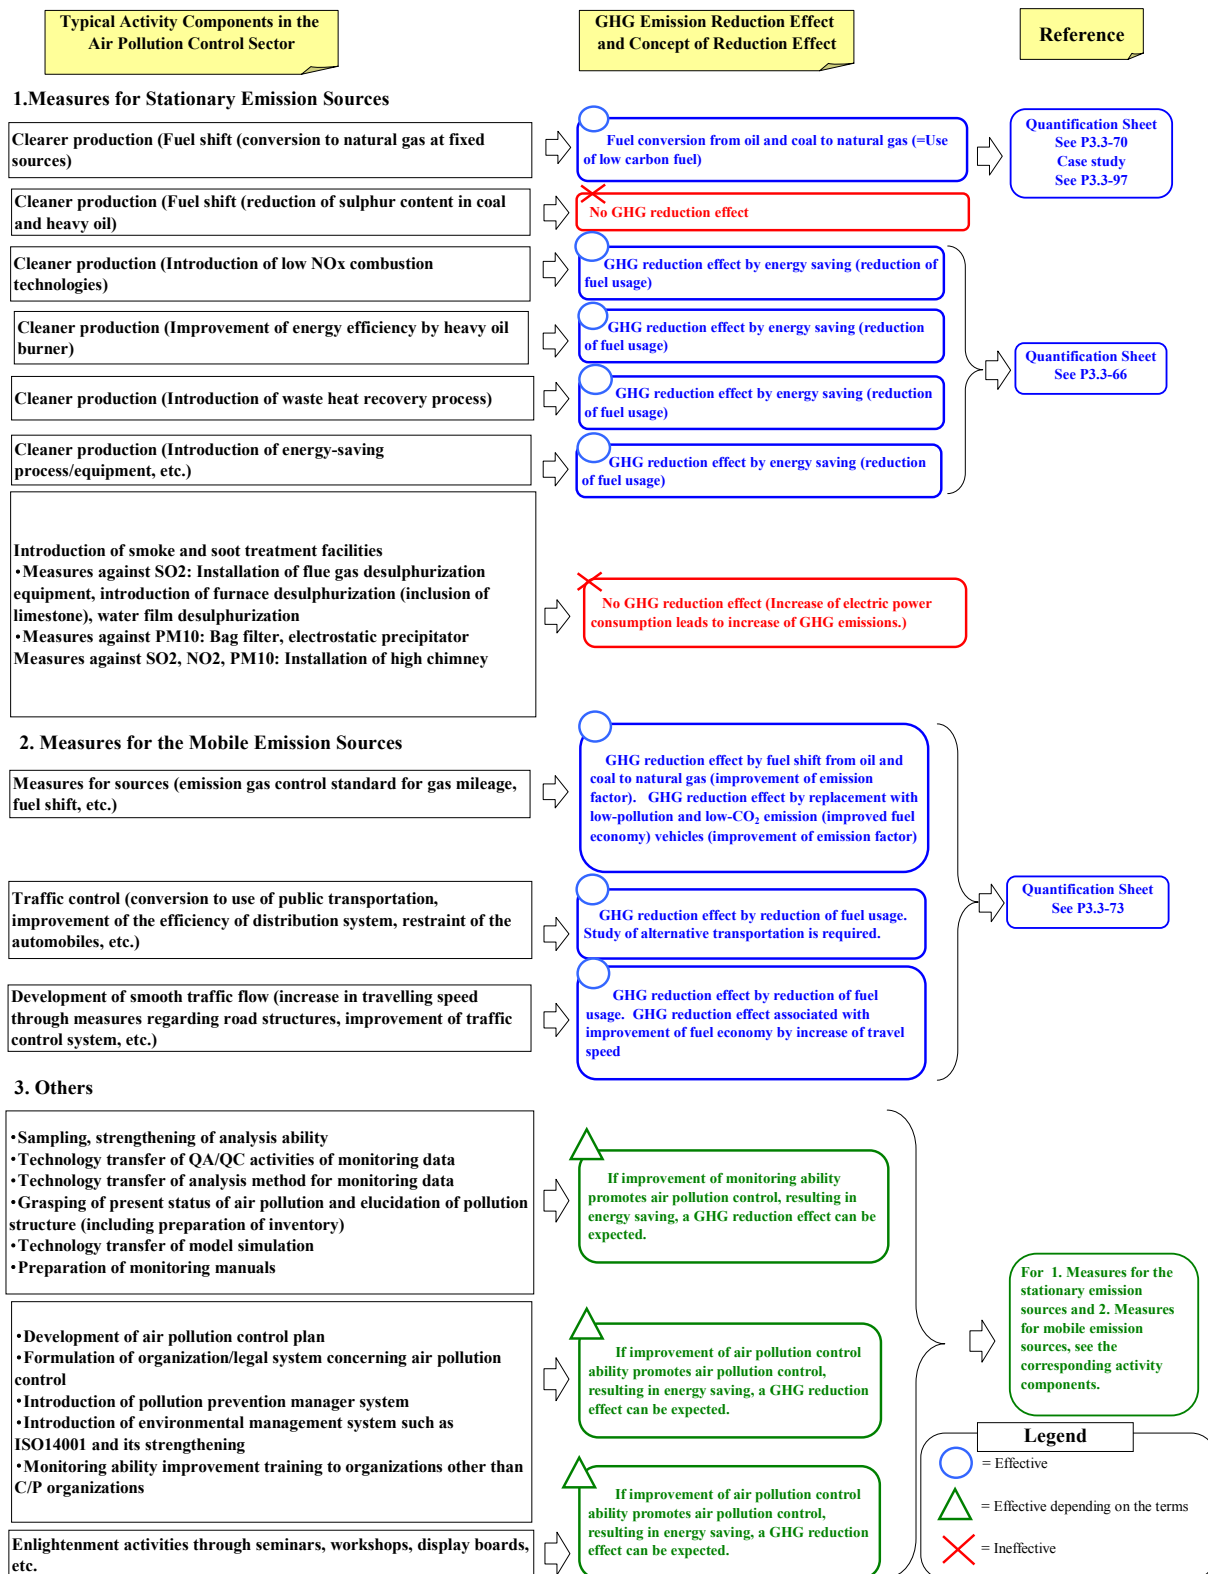 Typical Activity Components in the
Air Pollution Control Sector
GHG Emission Reduction Effect
and Concept of Reduction Effect
Reference
1.Measures for Stationary Emission Sources
Clearer production (Fuel shift (conversion to natural gas at fixed
sources)
Fuel conversion from oil and coal to natural gas (=Use
of low carbon fuel)
Quantification Sheet
See P3.3-70
Case study
See P3.3-97
Cleaner production (Fuel shift (reduction of sulphur content in coal
and heavy oil)
No GHG reduction effect
Cleaner production (Introduction of low NOx combustion
technologies)
GHG reduction effect by energy saving (reduction of
fuel usage)
Cleaner production (Improvement of energy efficiency by heavy oil
burner)
GHG reduction effect by energy saving (reduction
of fuel usage)
Quantification Sheet
See P3.3-66
Cleaner production (Introduction of waste heat recovery process)
GHG reduction effect by energy saving (reduction
of fuel usage)
Cleaner production (Introduction of energy-saving
process/equipment, etc.)
GHG reduction effect by energy saving (reduction
of fuel usage)
Introduction of smoke and soot treatment facilities
・Measures against SO2: Installation of flue gas desulphurization
equipment, introduction of furnace desulphurization (inclusion of
limestone), water film desulphurization
・Measures against PM10: Bag filter, electrostatic precipitator
Measures against SO2, NO2, PM10: Installation of high chimney
No GHG reduction effect (Increase of electric power
consumption leads to increase of GHG emissions.)
2. Measures for the Mobile Emission Sources
Measures for sources (emission gas control standard for gas mileage,
fuel shift, etc.)
GHG reduction effect by fuel shift from oil and
coal to natural gas (improvement of emission
factor). GHG reduction effect by replacement with
low-pollution and low-CO₂ emission (improved fuel
economy) vehicles (improvement of emission factor)
Traffic control (conversion to use of public transportation,
improvement of the efficiency of distribution system, restraint of the
automobiles, etc.)
GHG reduction effect by reduction of fuel usage.
Study of alternative transportation is required.
Quantification Sheet
See P3.3-73
Development of smooth traffic flow (increase in travelling speed
through measures regarding road structures, improvement of traffic
control system, etc.)
GHG reduction effect by reduction of fuel
usage. GHG reduction effect associated with
improvement of fuel economy by increase of travel
speed
3. Others
・Sampling, strengthening of analysis ability
・Technology transfer of QA/QC activities of monitoring data
・Technology transfer of analysis method for monitoring data
・Grasping of present status of air pollution and elucidation of pollution
structure (including preparation of inventory)
・Technology transfer of model simulation
・Preparation of monitoring manuals
If improvement of monitoring ability
promotes air pollution control, resulting in
energy saving, a GHG reduction effect can be
expected.
For 1. Measures for the
stationary emission
sources and 2. Measures
for mobile emission
sources, see the
corresponding activity
components.
・Development of air pollution control plan
・Formulation of organization/legal system concerning air pollution
control
・Introduction of pollution prevention manager system
・Introduction of environmental management system such as
ISO14001 and its strengthening
・Monitoring ability improvement training to organizations other than
C/P organizations
If improvement of air pollution control
ability promotes air pollution control,
resulting in energy saving, a GHG reduction
effect can be expected.
Enlightenment activities through seminars, workshops, display boards,
etc.
If improvement of air pollution control
ability promotes air pollution control,
resulting in energy saving, a GHG reduction
effect can be expected.
Legend
= Effective
= Effective depending on the terms
= Ineffective